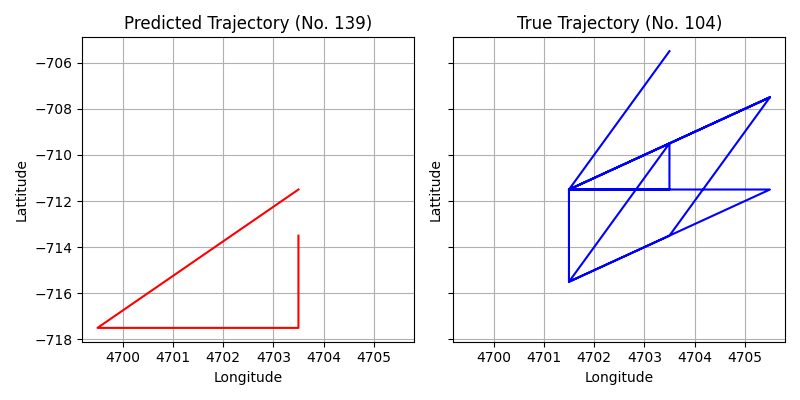 Predicted Trajectory (No. 139)
True Trajectory (No. 104)
Lattitude
−706
−708
−710
−712
−714
−716
−718
4700 4701 4702 4703 4704 4705
Longitude
Lattitude
4700 4701 4702 4703 4704 4705
Longitude